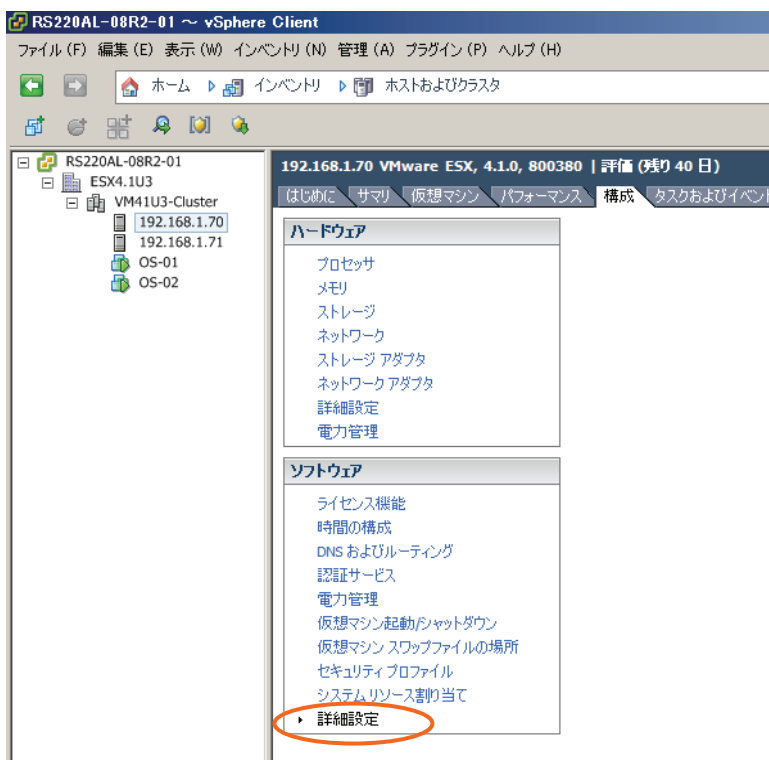 RS220AL-08R2-01 ～ vSphere Client
ファイル(F) 編集(E) 表示(W) インベントリ(N) 管理(A) プラグイン(P) ヘルプ(H)
ホーム インベントリ ホストおよびクラスタ
RS220AL-08R2-01
ESX4.1U3
VM41U3-Cluster
192.168.1.70
192.168.1.71
OS-01
OS-02
192.168.1.70 VMware ESX, 4.1.0, 800380 | 評価 (残り 40 日)
はじめに サマリ 仮想マシン パフォーマンス 構成 タスクおよびイベント
ハードウェア
プロセッサ
メモリ
ストレージ
ネットワーク
ストレージ アダプタ
ネットワーク アダプタ
詳細設定
電力管理
ソフトウェア
ライセンス機能
時間の構成
DNS およびルーティング
認証サービス
電力管理
仮想マシン起動/シャットダウン
仮想マシン スワップファイルの場所
セキュリティ プロファイル
システム リソース割り当て
詳細設定